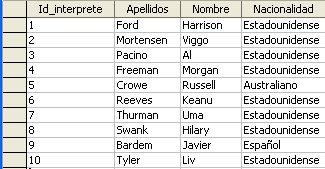 Id_interprete Apellidos Nombre Nacionalidad
1 Ford Harrison Estadounidense
2 Mortensen Viggo Estadounidense
3 Pacino Al Estadounidense
4 Freeman Morgan Estadounidense
5 Crowe Russell Australiano
6 Reeves Keanu Estadounidense
7 Thurman Uma Estadounidense
8 Swank Hilary Estadounidense
9 Bardem Javier Español
10 Tyler Liv Estadounidense